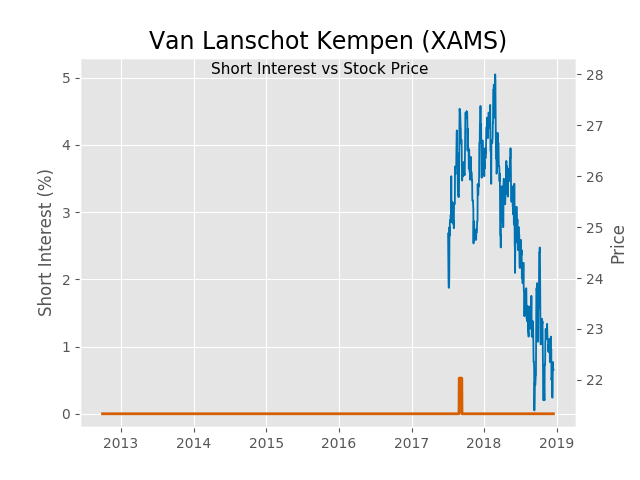 Van Lanschot Kempen (XAMS)
Short Interest vs Stock Price
Short Interest (%)
5
4
3
2
1
0
28
27
26
25
24
23
22
Price
2013 2014 2015 2016 2017 2018 2019